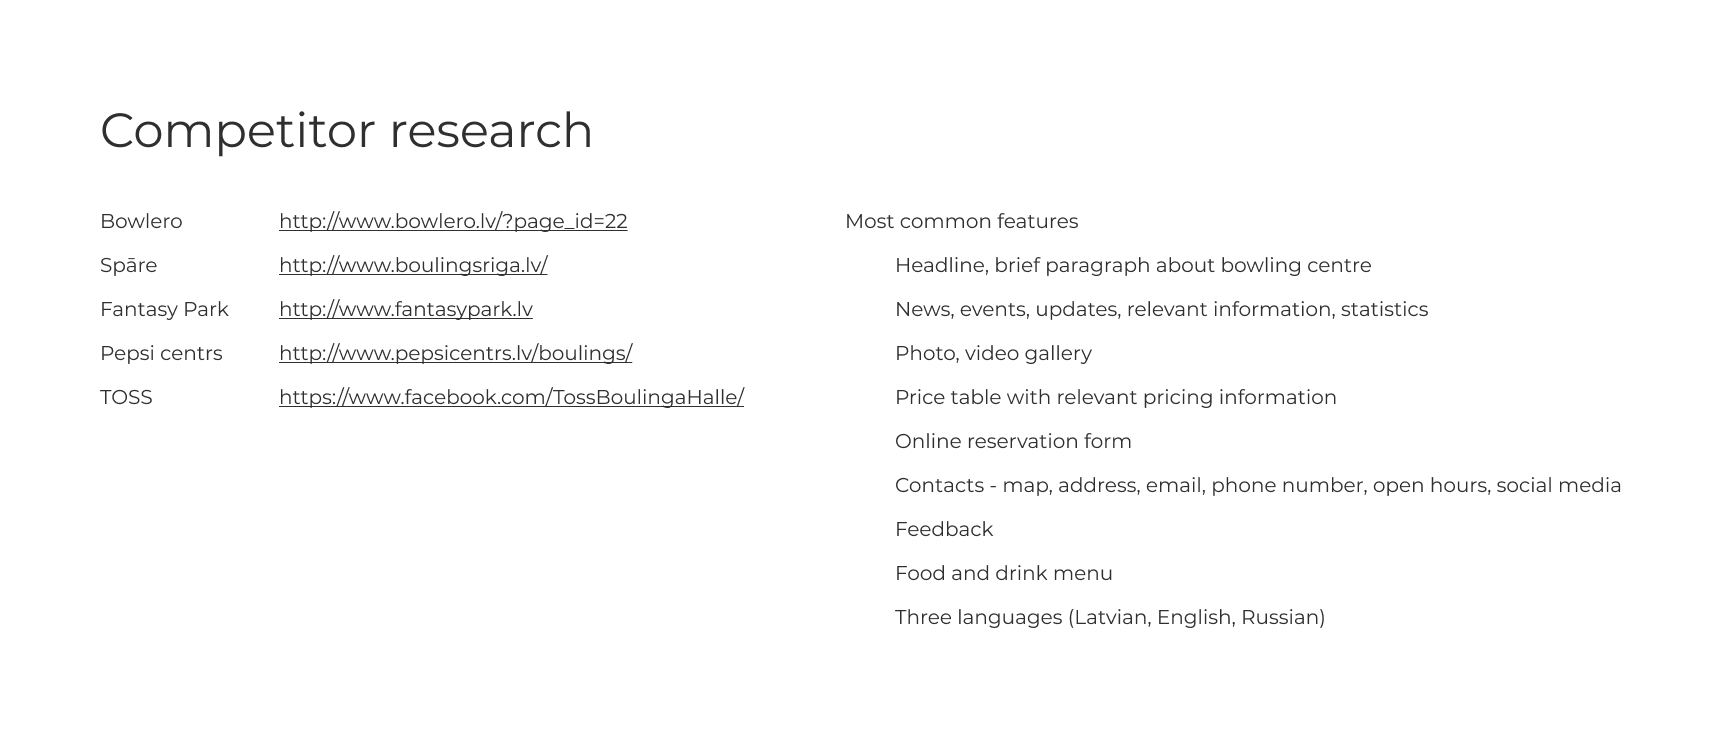 Competitor research
Bowlero http://www.bowlero.lv/?page_id=22
Spāre http://www.boulingsriga.lv/
Fantasy Park http://www.fantasypark.lv
Pepsi centrs http://www.pepsicentrs.lv/boulings/
TOSS https://www.facebook.com/TossBoulingaHalle/
Most common features
Headline, brief paragraph about bowling centre
News, events, updates, relevant information, statistics
Photo, video gallery
Price table with relevant pricing information
Online reservation form
Contacts - map, address, email, phone number, open hours, social media
Feedback
Food and drink menu
Three languages (Latvian, English, Russian)